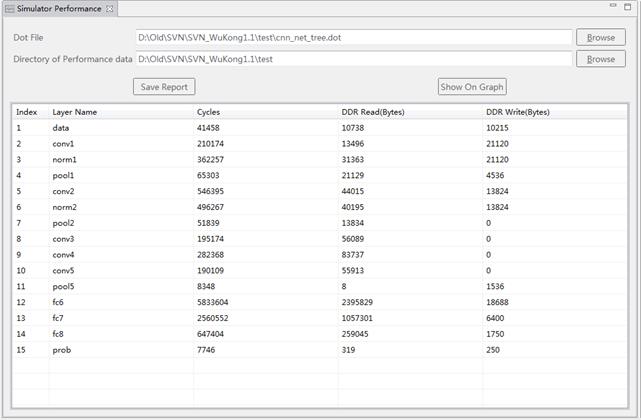 Simulator Performance
Dot File D:\Old\SVN\SVN_WuKong1.1\test\cnn_net_tree.dot Browse
Directory of Performance data D:\Old\SVN\SVN_WuKong1.1\test Browse
Save Report Show On Graph
Index Layer Name Cycles DDR Read(Bytes) DDR Write(Bytes)
1 data 41458 10738 10215
2 conv1 210174 13496 21120
3 norm1 362257 31363 21120
4 pool1 65303 21129 4536
5 conv2 546395 44015 13824
6 norm2 496267 40195 13824
7 pool2 51839 13834 0
8 conv3 195174 56089 0
9 conv4 282368 83737 0
10 conv5 190109 55913 0
11 pool5 8348 8 1536
12 fc6 5833604 2395829 18688
13 fc7 2560552 1057301 6400
14 fc8 647404 259045 1750
15 prob 7746 319 250